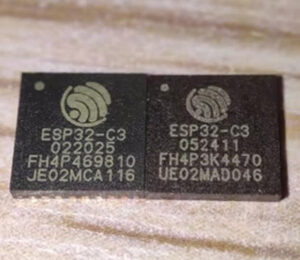 ESP32-C3
022025
FH4P469810
JE02MCA116
ESP32-C3
052411
FH4P3K4470
UE02MAD046